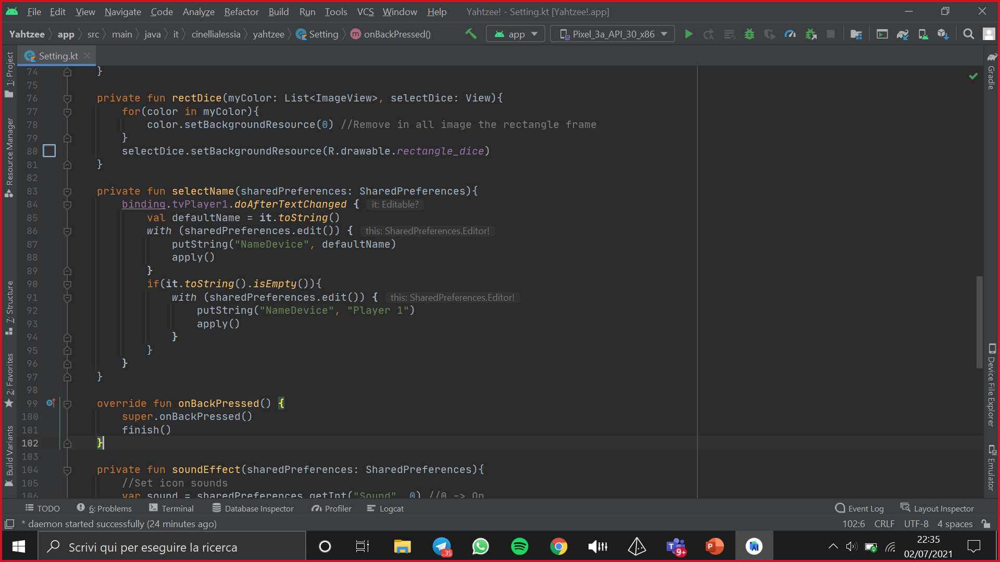 File Edit View Navigate Code Analyze Refactor Build Run Tools VCS Window Help Yahtzee! - Setting.kt [Yahtzee!.app]
Yahtzee app src main java it cinellialessia yahtzee Setting onBackPressed() app Pixel_3a_API_30_x86
Setting.kt
1: Project
Resource Manager
7: Structure
2: Favorites
Build Variants
74 }
75
76 private fun rectDice(myColor: List<ImageView>, selectDice: View){
77 for(color in myColor){
78 color.setBackgroundResource(0) //Remove in all image the rectangle frame
79 }
80 selectDice.setBackgroundResource(R.drawable.rectangle_dice)
81 }
82
83 private fun selectName(sharedPreferences: SharedPreferences){
84 binding.tvPlayer1.doAfterTextChanged { it: Editable?
85 val defaultName = it.toString()
86 with (sharedPreferences.edit()) { this: SharedPreferences.Editor!
87 putString("NameDevice", defaultName)
88 apply()
89 }
90 if(it.toString().isEmpty()){
91 with (sharedPreferences.edit()) { this: SharedPreferences.Editor!
92 putString("NameDevice", "Player 1")
93 apply()
94 }
95 }
96 }
97 }
98
99 override fun onBackPressed() {
100 super.onBackPressed()
101 finish()
102 }
103
104 private fun soundEffect(sharedPreferences: SharedPreferences){
105 //Set icon sounds
106 var sound = sharedPreferences.getInt("Sound", 0) //0 -> On
Gradle
Device File Explorer
Emulator
TODO 6: Problems Terminal Database Inspector Profiler Logcat Event Log Layout Inspector
* daemon started successfully (24 minutes ago) 102:6 CRLF UTF-8 4 spaces
Scrivi qui per eseguire la ricerca
..35
T
9+
P
AI
22:35
02/07/2021